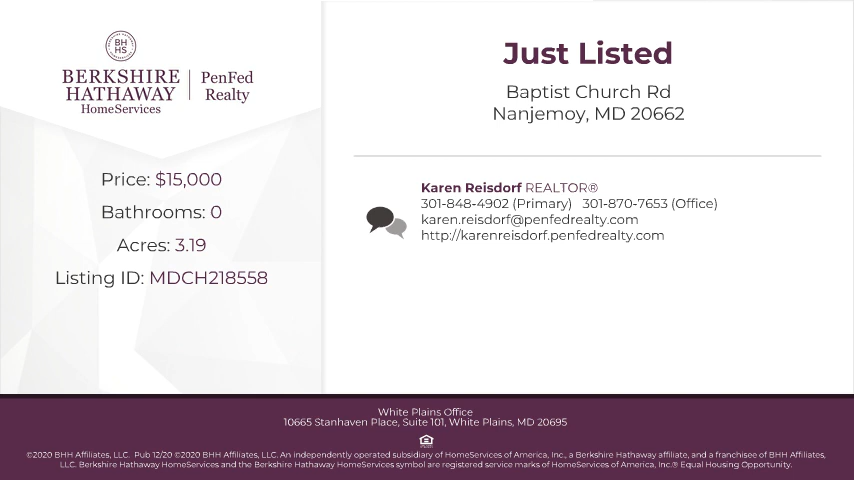 BH
HS
BERKSHIRE
HATHAWAY
HomeServices
PenFed
Realty
Price: $15,000
Bathrooms: 0
Acres: 3.19
Listing ID: MDCH218558
Just Listed
Baptist Church Rd
Nanjemoy, MD 20662
Karen Reisdorf REALTOR®
301-848-4902 (Primary) 301-870-7653 (Office)
karen.reisdorf@penfedrealty.com
http://karenreisdorf.penfedrealty.com
White Plains Office
10665 Stanhaven Place, Suite 101, White Plains, MD 20695
©2020 BHH Affiliates, LLC. Pub 12/20 ©2020 BHH Affiliates, LLC. An independently operated subsidiary of HomeServices of America, Inc., a Berkshire Hathaway affiliate, and a franchisee of BHH Affiliates,
LLC. Berkshire Hathaway HomeServices and the Berkshire Hathaway HomeServices symbol are registered service marks of HomeServices of America, Inc.® Equal Housing Opportunity.